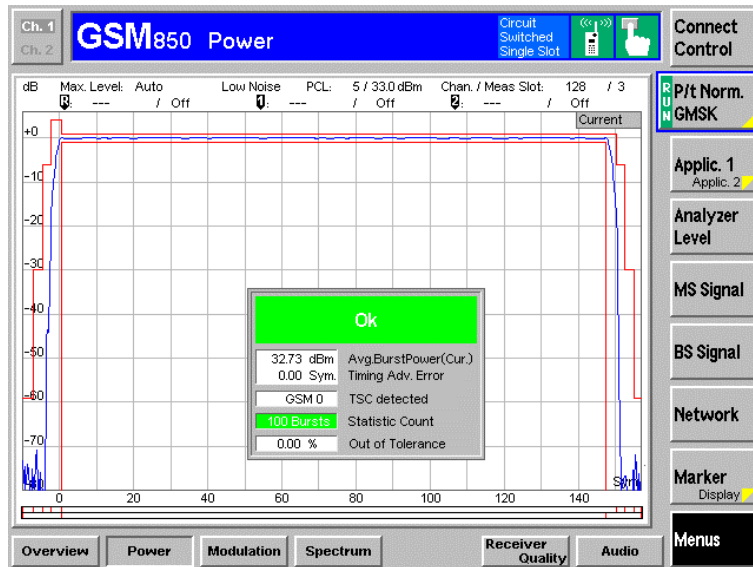 Ch. 1
Ch. 2
GSM850 Power
Circuit
Switched
Single Slot
Connect
Control
dB Max. Level: Auto Low Noise PCL: 5 / 33.0 dBm Chan. / Meas Slot: 128 / 3
R: --- / Off 1: --- / Off 2: --- / Off
Current
RUN
P/t Norm.
GMSK
Applic. 1
Applic. 2
Analyzer
Level
MS Signal
BS Signal
Network
Marker
Display
Menus
+0
-10
-20
-30
-40
-50
-60
-70
Ok
32.73 dBm Avg.BurstPower(Cur.)
0.00 Sym. Timing Adv. Error
GSM 0 TSC detected
100 Bursts Statistic Count
0.00 % Out of Tolerance
Sym
0 20 40 60 80 100 120 140
Overview Power Modulation Spectrum Receiver Quality Audio